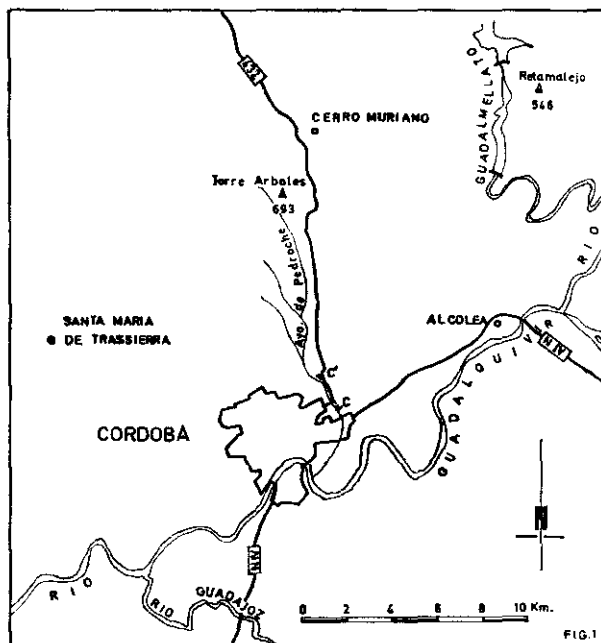 432
CERRO MURIANO
GUADALMELLATO
Retamalejo
546
Torre Arboles
693
Ayo. de Pedroche
RIO
SANTA MARIA
DE TRASSIERRA
ALCOLEA
GUADALQUIVIR
C'
C
CORDOBA
N IV
N IV
N
RIO
RIO
GUADAJOZ
0 2 4 6 8 10 Km.
FIG.1